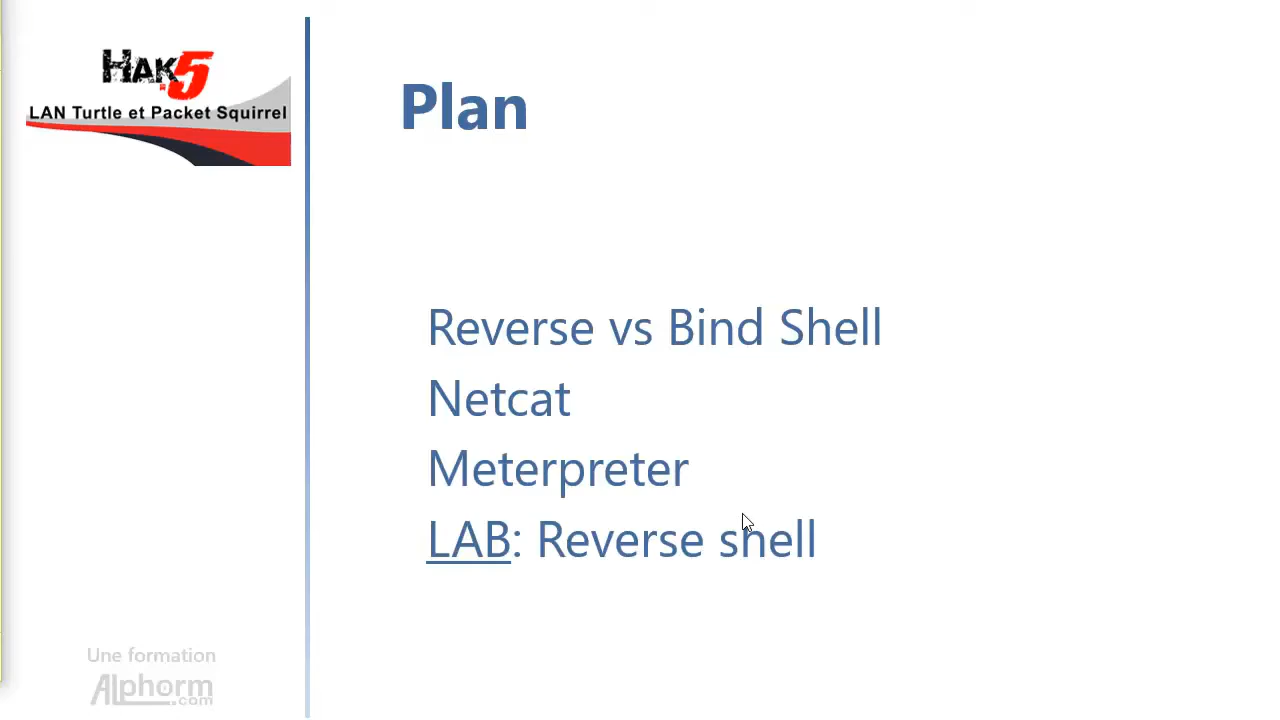 HAK5
LAN Turtle et Packet Squirrel
Plan
Reverse vs Bind Shell
Netcat
Meterpreter
LAB: Reverse shell
Une formation
Alphorm
.com